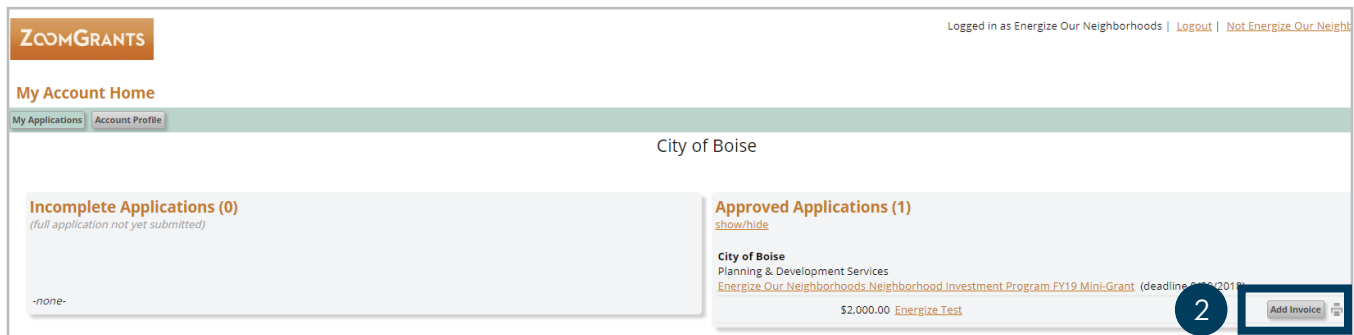 ZOOMGRANTS
Logged in as Energize Our Neighborhoods | Logout | Not Energize Our Neighb
My Account Home
My Applications Account Profile
City of Boise
Incomplete Applications (0)
(full application not yet submitted)
-none-
Approved Applications (1)
show/hide
City of Boise
Planning & Development Services
Energize Our Neighborhoods Neighborhood Investment Program FY19 Mini-Grant (deadline
$2,000.00 Energize Test
2
Add Invoice